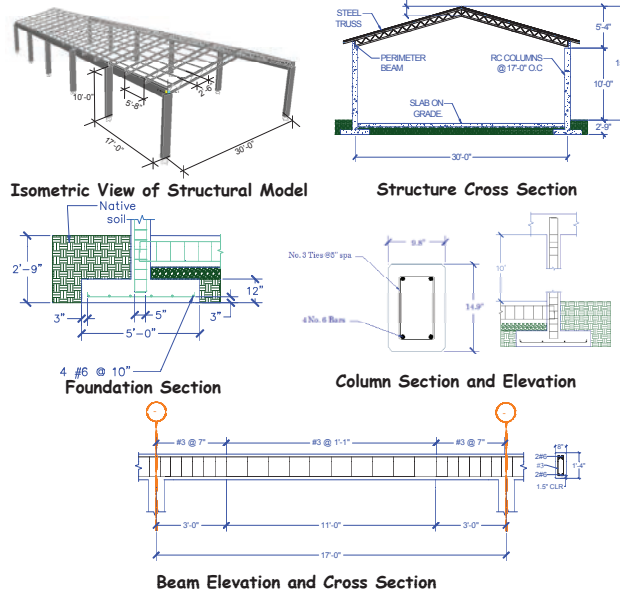 10'-0"
5'-8"
2'-6"
17'-0"
30'-0"
Isometric View of Structural Model
STEEL
TRUSS
PERIMETER
BEAM
RC COLUMNS
@ 17'-0" O.C
SLAB ON
GRADE.
5'-4"
10'-0"
2'-9"
30'-0"
Structure Cross Section
Native
soil
2'-9"
12"
3"
5"
3"
5'-0"
4 #6 @ 10"
Foundation Section
No. 3 Ties @5" spa
14.9"
4 No. 6 Bars
10'
Column Section and Elevation
#3 @ 7"
#3 @ 1'-1"
#3 @ 7"
8"
2#6
#3
2#6
1'-4"
1.5" CLR
3'-0"
11'-0"
3'-0"
17'-0"
Beam Elevation and Cross Section